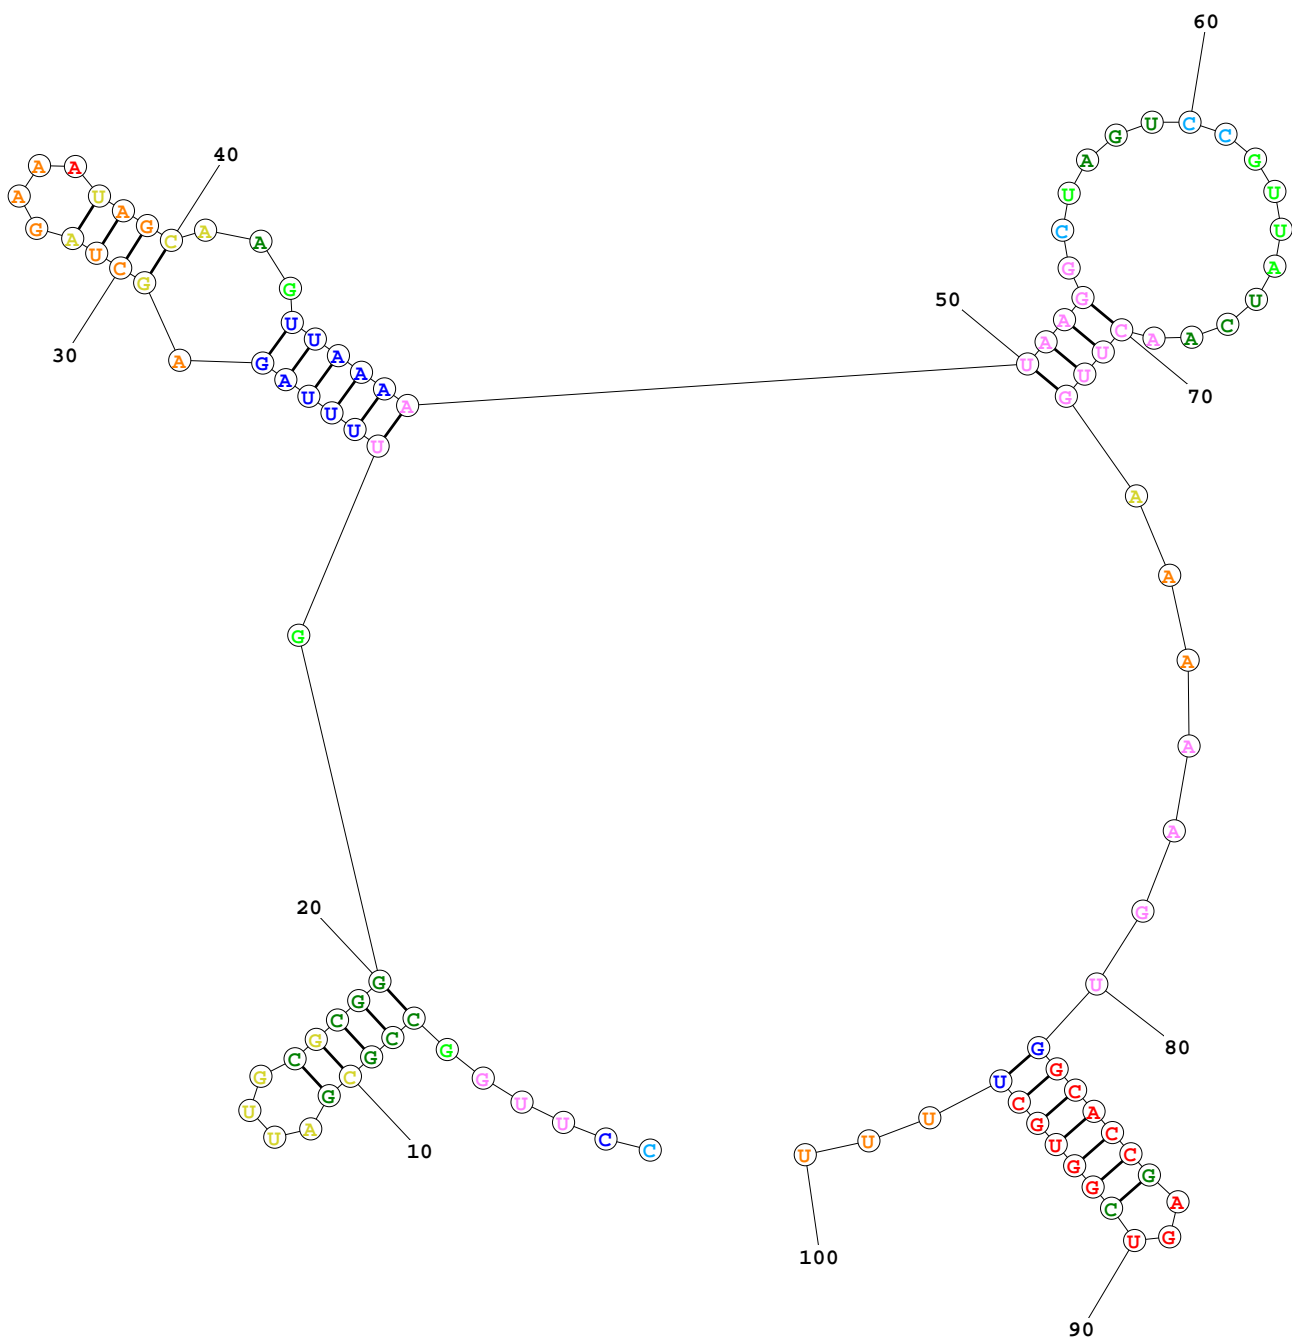 C C U U G G C C G C
10
G A U U G C G C G G
20
G U U U U A G A G C
30
U A G A A A U A G C
40
A A G U U A A A A U
50
A A G G C U A G U C
60
C G U U A U C A A C
70
U U G A A A A A G U
80
G G C A C C G A G U
90
C G G U G C U U U U
100